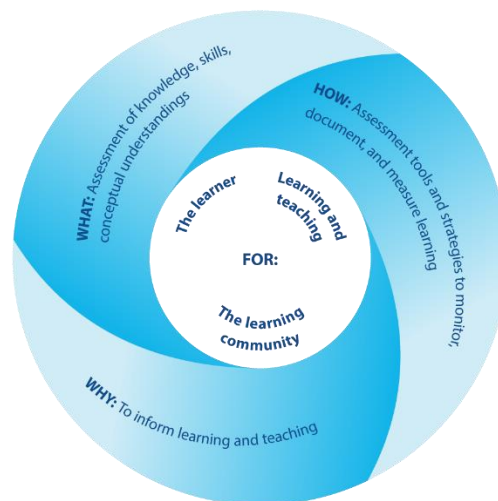 WHAT: Assessment of knowledge, skills,
conceptual understandings
HOW: Assessment tools and strategies to monitor,
document, and measure learning
The learner
Learning and
teaching
FOR:
The learning
community
WHY: To inform learning and teaching